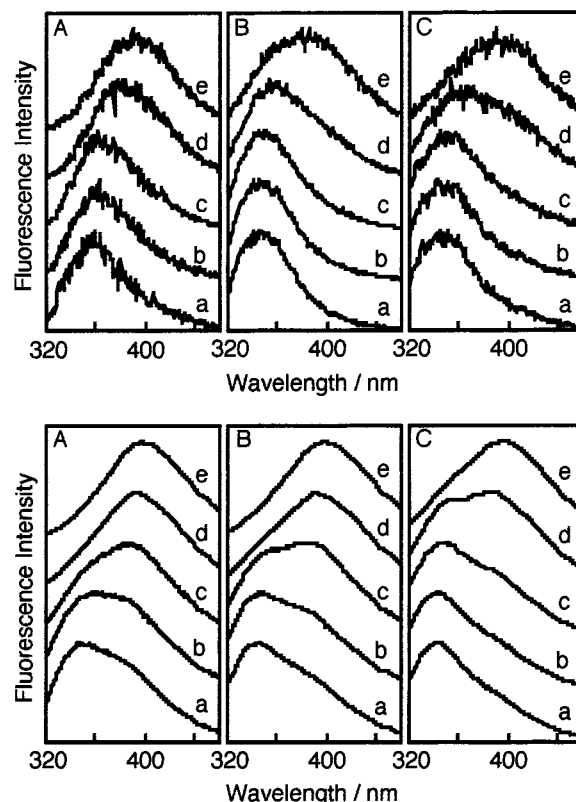 A B C
e e e
d d d
c c c
b b b
a a a
Fluorescence Intensity
320 400 320 400 320 400
Wavelength / nm
A B C
e e e
d d d
c c c
b b b
a a a
Fluorescence Intensity
320 400 320 400 320 400
Wavelength / nm